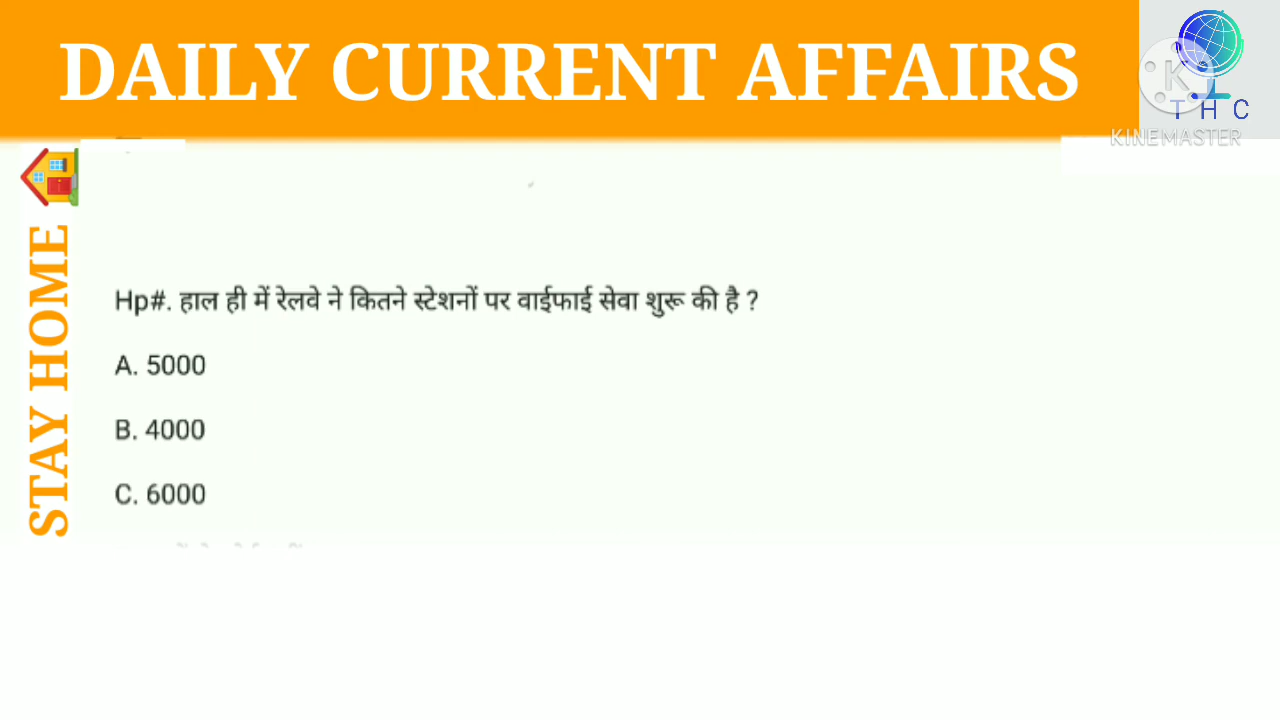 DAILY CURRENT AFFAIRS
K
T H C
KINEMASTER
STAY HOME
Hp#. हाल ही में रेलवे ने कितने स्टेशनों पर वाईफाई सेवा शुरू की है ?
A. 5000
B. 4000
C. 6000